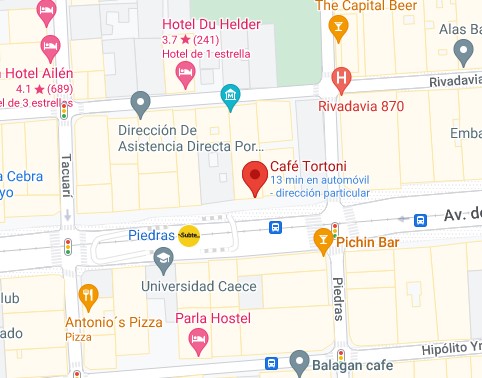 The Capital Beer
Hotel Du Helder
3.7 ★ (241)
Hotel de 1 estrella
Alas Ba
Hotel Ailén
4.1 ★ (689)
el de 3 estrellas
Rivadavia
Rivadavia 870
Dirección De
Asistencia Directa Por...
Emba
Tacuarí
a Cebra
yo
Café Tortoni
13 min en automóvil
- dirección particular
Av. de
Piedras
Subte
Pichin Bar
Universidad Caece
Piedras
lub
Antonio´s Pizza
Pizza
Parla Hostel
ado
Hipólito Yr
Balagan cafe